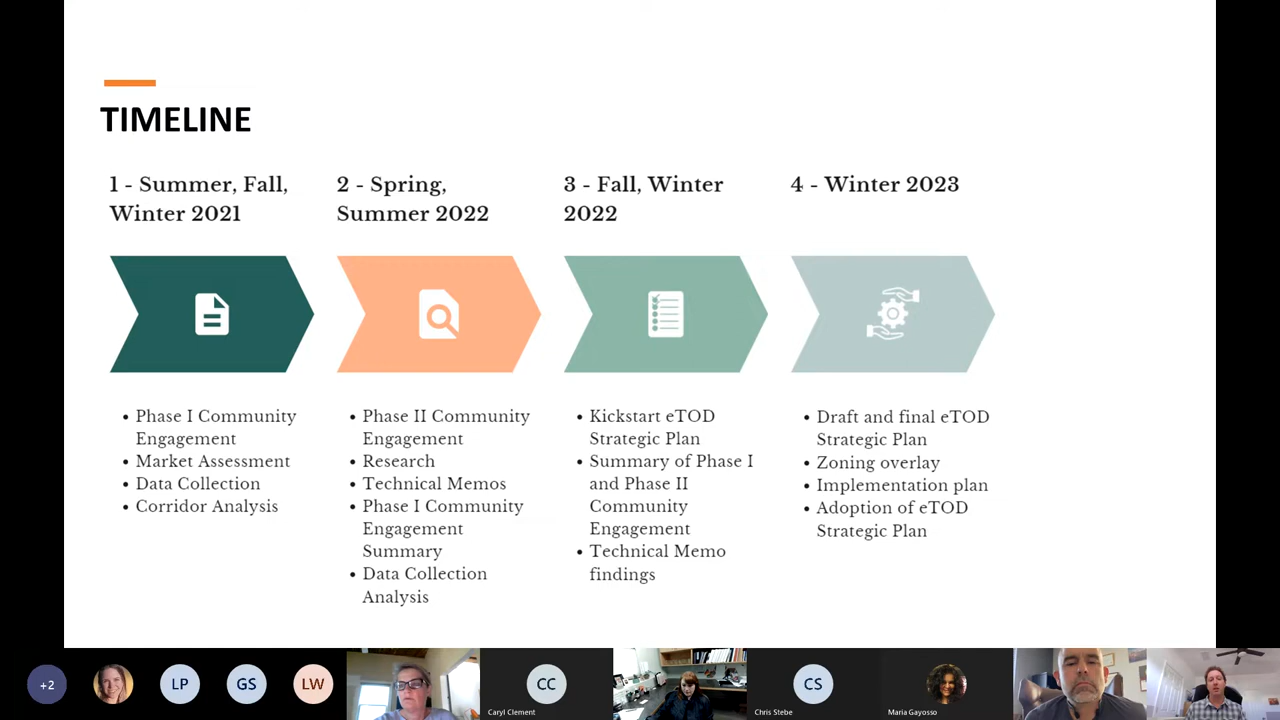 TIMELINE
1 - Summer, Fall,
Winter 2021
2 - Spring,
Summer 2022
3 - Fall, Winter
2022
4 - Winter 2023
• Phase I Community
Engagement
• Market Assessment
• Data Collection
• Corridor Analysis
• Phase II Community
Engagement
• Research
• Technical Memos
• Phase I Community
Engagement
Summary
• Data Collection
Analysis
• Kickstart eTOD
Strategic Plan
• Summary of Phase I
and Phase II
Community
Engagement
• Technical Memo
findings
• Draft and final eTOD
Strategic Plan
• Zoning overlay
• Implementation plan
• Adoption of eTOD
Strategic Plan
+2
LP
GS
LW
CC
Caryl Clement
CS
Chris Stebe
Maria Gayosso